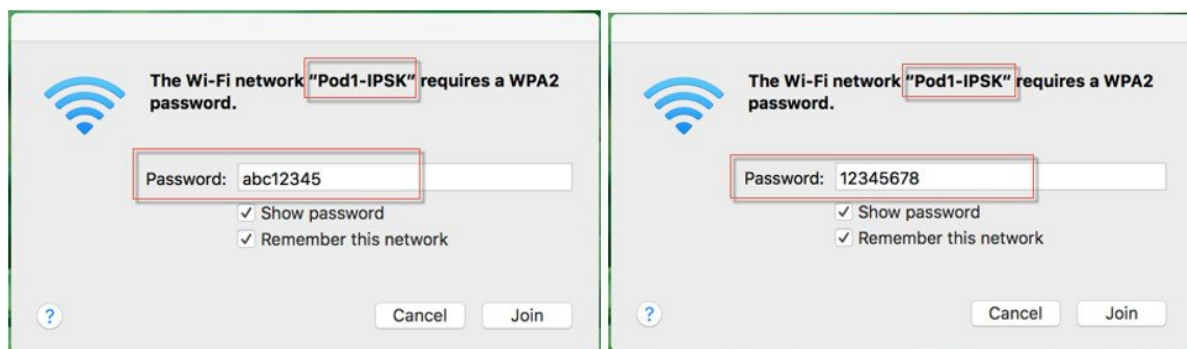 The Wi-Fi network “Pod1-IPSK” requires a WPA2
password.
Password: abc12345
Show password
Remember this network
?
Cancel
Join
The Wi-Fi network “Pod1-IPSK” requires a WPA2
password.
Password: 12345678
Show password
Remember this network
?
Cancel
Join